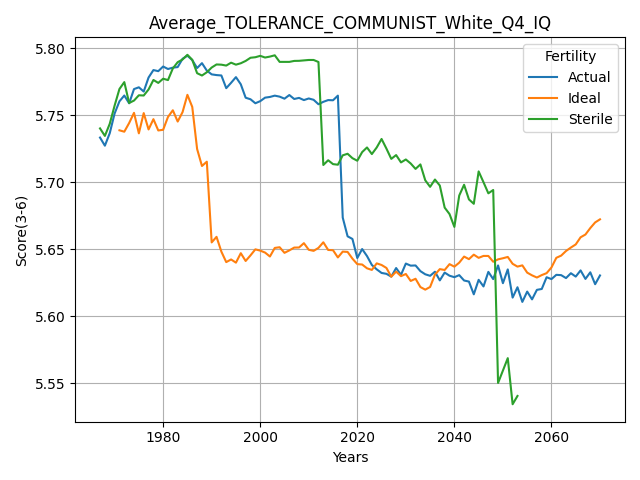 Average_TOLERANCE_COMMUNIST_White_Q4_IQ
Fertility
Actual
Ideal
Sterile
Score(3-6)
5.80
5.75
5.70
5.65
5.60
5.55
1980
2000
2020
2040
2060
Years